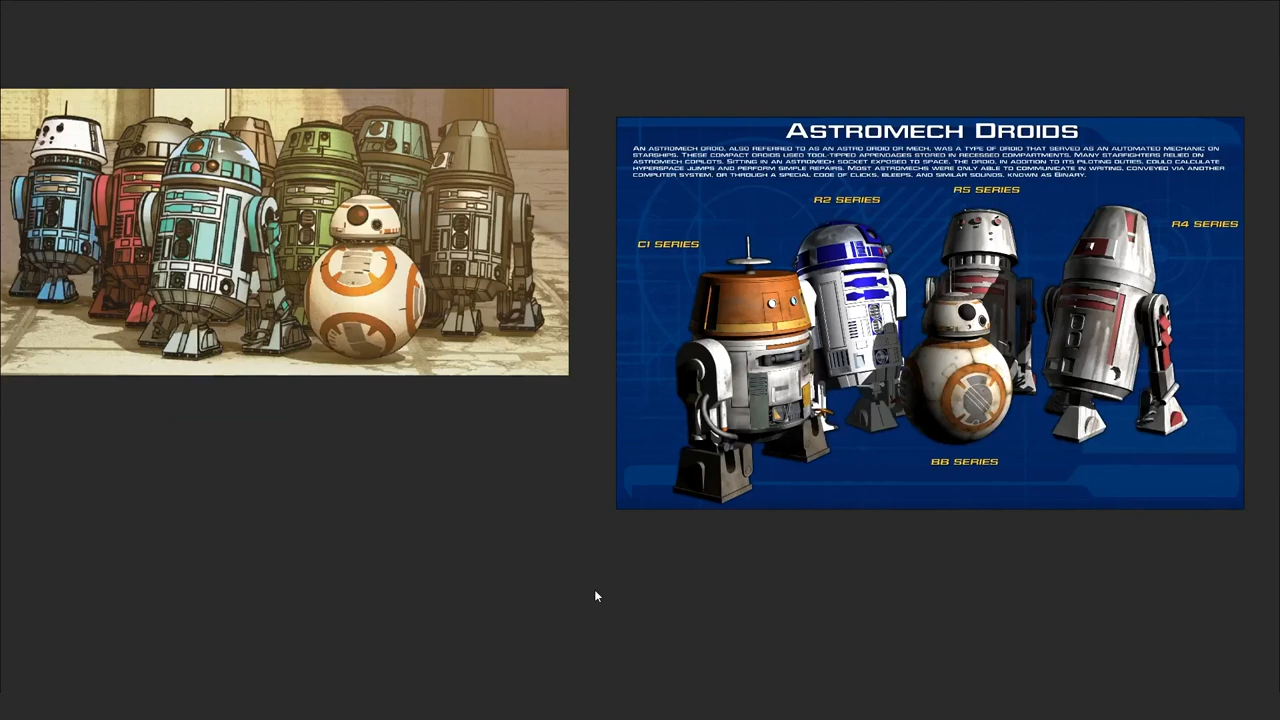 Astromech Droids
An astromech droid, also referred to as an astro droid or mech, was a type of droid that served as an automated mechanic on
starships. These compact droids used tool-tipped appendages stored in recessed compartments. Many starfighters relied on
astromech copilots. Sitting in an astromech socket exposed to space, the droid, in addition to its piloting duties, could calculate
hyperspace jumps and perform simple repairs. Most astromechs were only able to communicate in writing, conveyed via another
computer system, or through a special code of clicks, bleeps, and similar sounds, known as Binary.
R5 Series
R2 Series
R4 Series
C1 Series
BB Series